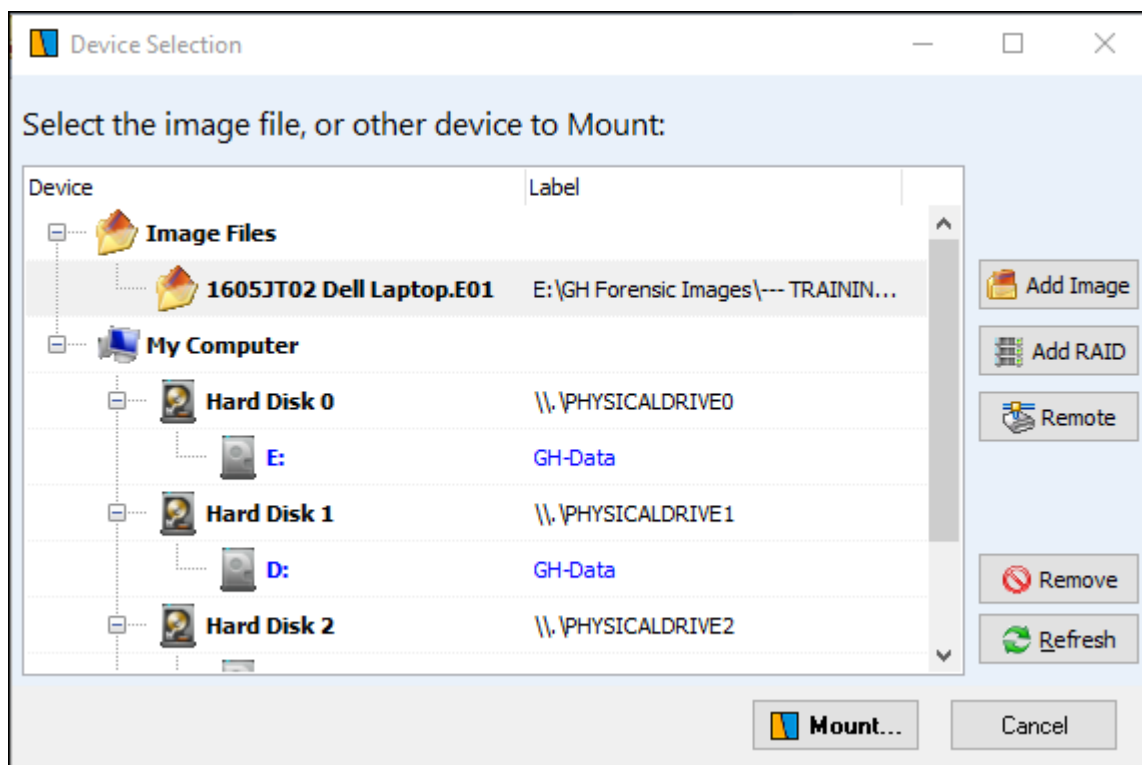 Device Selection
Select the image file, or other device to Mount:
Device Label
Image Files
1605JT02 Dell Laptop.E01 E:\GH Forensic Images\--- TRAININ...
My Computer
Hard Disk 0 \\.\PHYSICALDRIVE0
E: GH-Data
Hard Disk 1 \\.\PHYSICALDRIVE1
D: GH-Data
Hard Disk 2 \\.\PHYSICALDRIVE2
Add Image
Add RAID
Remote
Remove
Refresh
Mount... Cancel